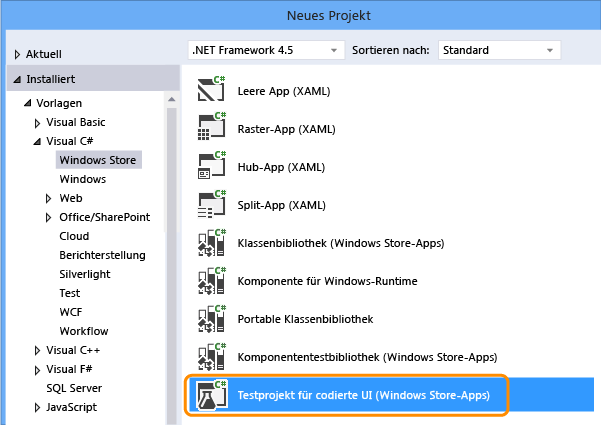 Neues Projekt
Aktuell
Installiert
Vorlagen
Visual Basic
Visual C#
Windows Store
Windows
Web
Office/SharePoint
Cloud
Berichterstellung
Silverlight
Test
WCF
Workflow
Visual C++
Visual F#
SQL Server
JavaScript
.NET Framework 4.5 Sortieren nach: Standard
C# Leere App (XAML)
C# Raster-App (XAML)
C# Hub-App (XAML)
C# Split-App (XAML)
C# Klassenbibliothek (Windows Store-Apps)
C# Komponente für Windows-Runtime
C# Portable Klassenbibliothek
C# Komponententestbibliothek (Windows Store-Apps)
C# Testprojekt für codierte UI (Windows Store-Apps)